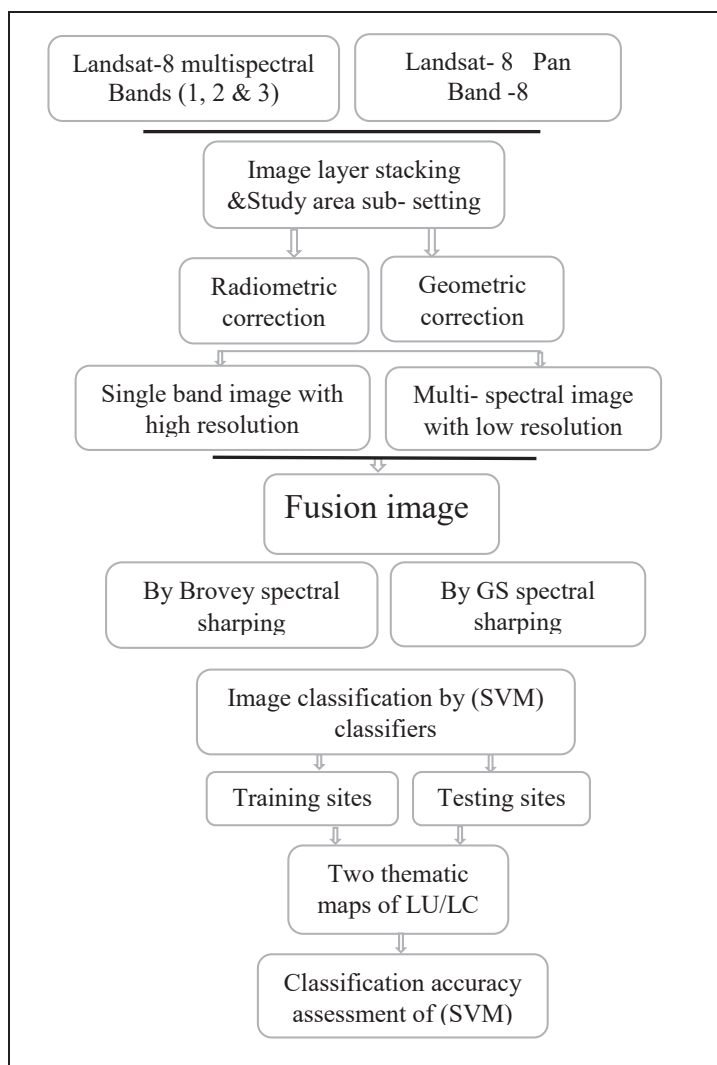 Landsat-8 multispectral
Bands (1, 2 & 3)
Landsat- 8 Pan
Band -8
Image layer stacking
&Study area sub- setting
Radiometric
correction
Geometric
correction
Single band image with
high resolution
Multi- spectral image
with low resolution
Fusion image
By Brovey spectral
sharping
By GS spectral
sharping
Image classification by (SVM)
classifiers
Training sites
Testing sites
Two thematic
maps of LU/LC
Classification accuracy
assessment of (SVM)